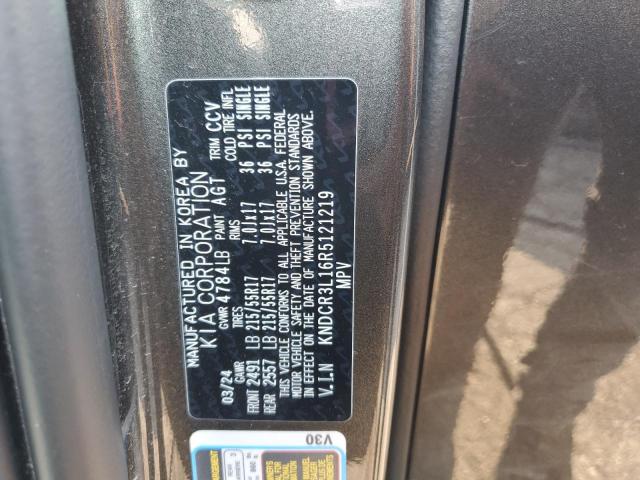 MANUFACTURED IN KOREA BY
KIA CORPORATION
03/24 GVWR 4784LB PAINT AGT TRIM CCV
GAWR TIRES RIMS COLD TIRE INFL
FRONT 2491 LB 215/55R17 7.0Jx17 36 PSI SINGLE
REAR 2557 LB 215/55R17 7.0Jx17 36 PSI SINGLE
THIS VEHICLE CONFORMS TO ALL APPLICABLE U.S.A. FEDERAL
MOTOR VEHICLE SAFETY AND THEFT PREVENTION STANDARDS
IN EFFECT ON THE DATE OF MANUFACTURE SHOWN ABOVE.
V.I.N KNDCR3L16R5121219
MPV
V30